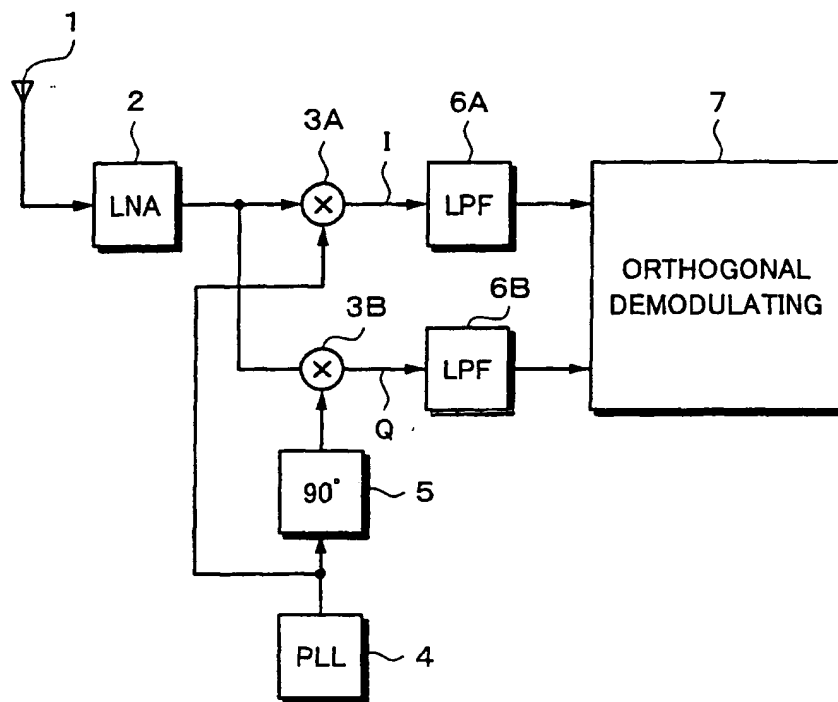 1
2
3A
6A
7
I
LNA
LPF
ORTHOGONAL
DEMODULATING
3B
6B
LPF
Q
90°
5
PLL
4